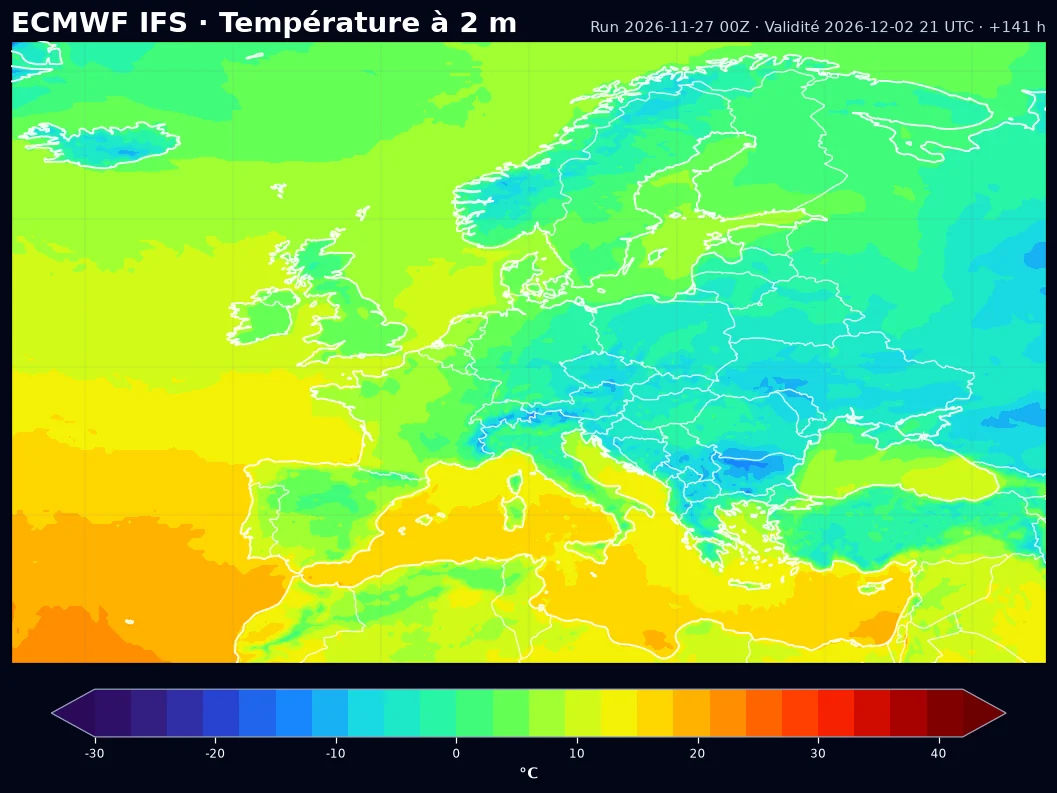 ECMWF IFS · Température à 2 m
Run 2026-11-27 00Z · Validité 2026-12-02 21 UTC · +141 h
-30 -20 -10 0 10 20 30 40
°C